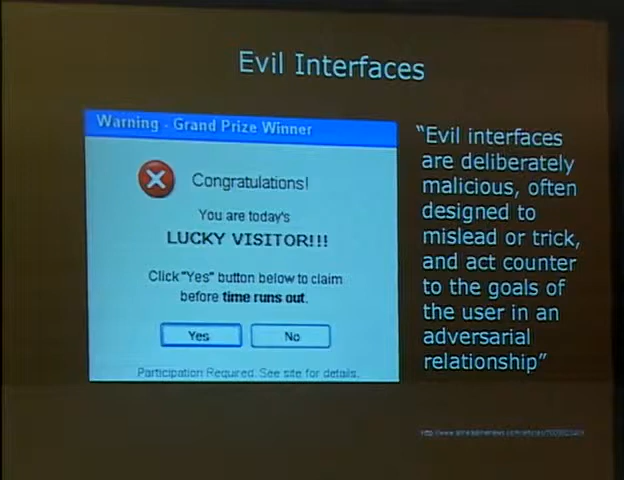 Evil Interfaces
Warning - Grand Prize Winner
Congratulations!
You are today's
LUCKY VISITOR!!!
Click "Yes" button below to claim
before time runs out.
Yes
No
Participation Required. See site for details.
"Evil interfaces
are deliberately
malicious, often
designed to
mislead or trick,
and act counter
to the goals of
the user in an
adversarial
relationship"